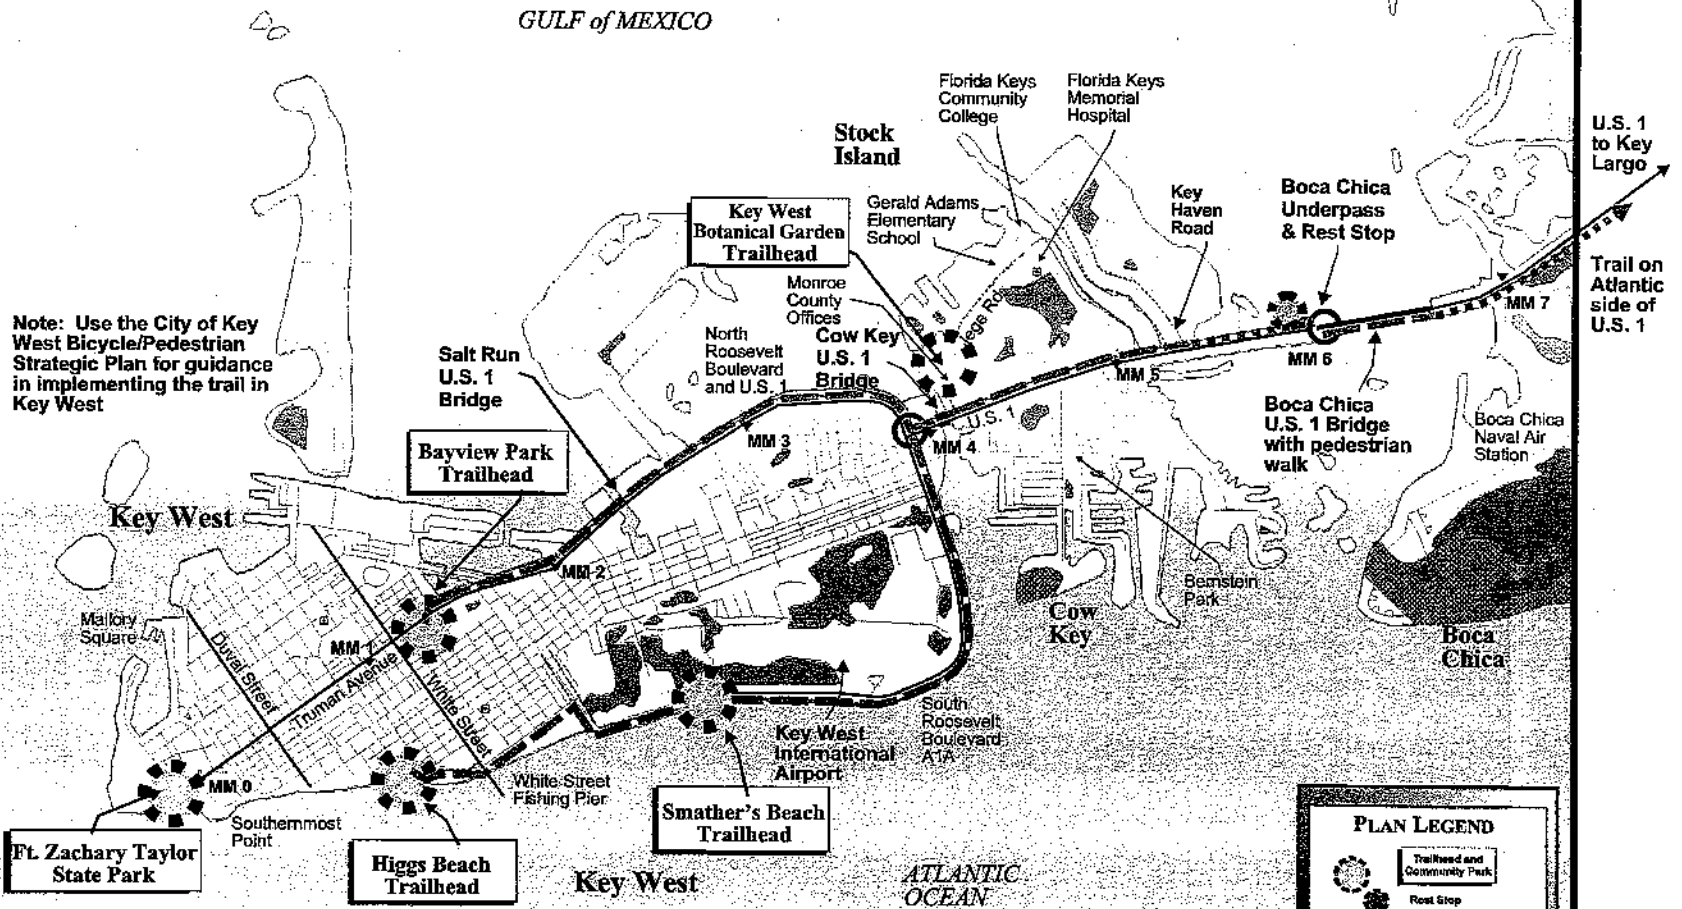 GULF of MEXICO
Florida Keys
Community
College
Florida Keys
Memorial
Hospital
Stock
Island
U.S. 1
to Key
Largo
Key West
Botanical Garden
Trailhead
Gerald Adams
Elementary
School
Key
Haven
Road
Boca Chica
Underpass
& Rest Stop
Trail on
Atlantic
side of
U.S. 1
Monroe
County
Offices
lege Rd
MM 7
Note: Use the City of Key
West Bicycle/Pedestrian
Strategic Plan for guidance
in implementing the trail in
Key West
Salt Run
U.S. 1
Bridge
North
Roosevelt
Boulevard
and U.S. 1
Cow Key
U.S. 1
Bridge
MM 5
MM 6
U.S. 1
MM 3
MM 4
Boca Chica
U.S. 1 Bridge
with pedestrian
walk
Boca Chica
Naval Air
Station
Bayview Park
Trailhead
Key West
MM 2
Bernstein
Park
Cow
Key
Boca
Chica
Mallory
Square
Duval Street
MM 1
Truman Avenue
White Street
MM 0
Southernmost
Point
White Street
Fishing Pier
Key West
International
Airport
South
Roosevelt
Boulevard
A1A
Ft. Zachary Taylor
State Park
Higgs Beach
Trailhead
Smather's Beach
Trailhead
Key West
ATLANTIC
OCEAN
PLAN LEGEND
Trailhead and
Community Park
Rest Stop